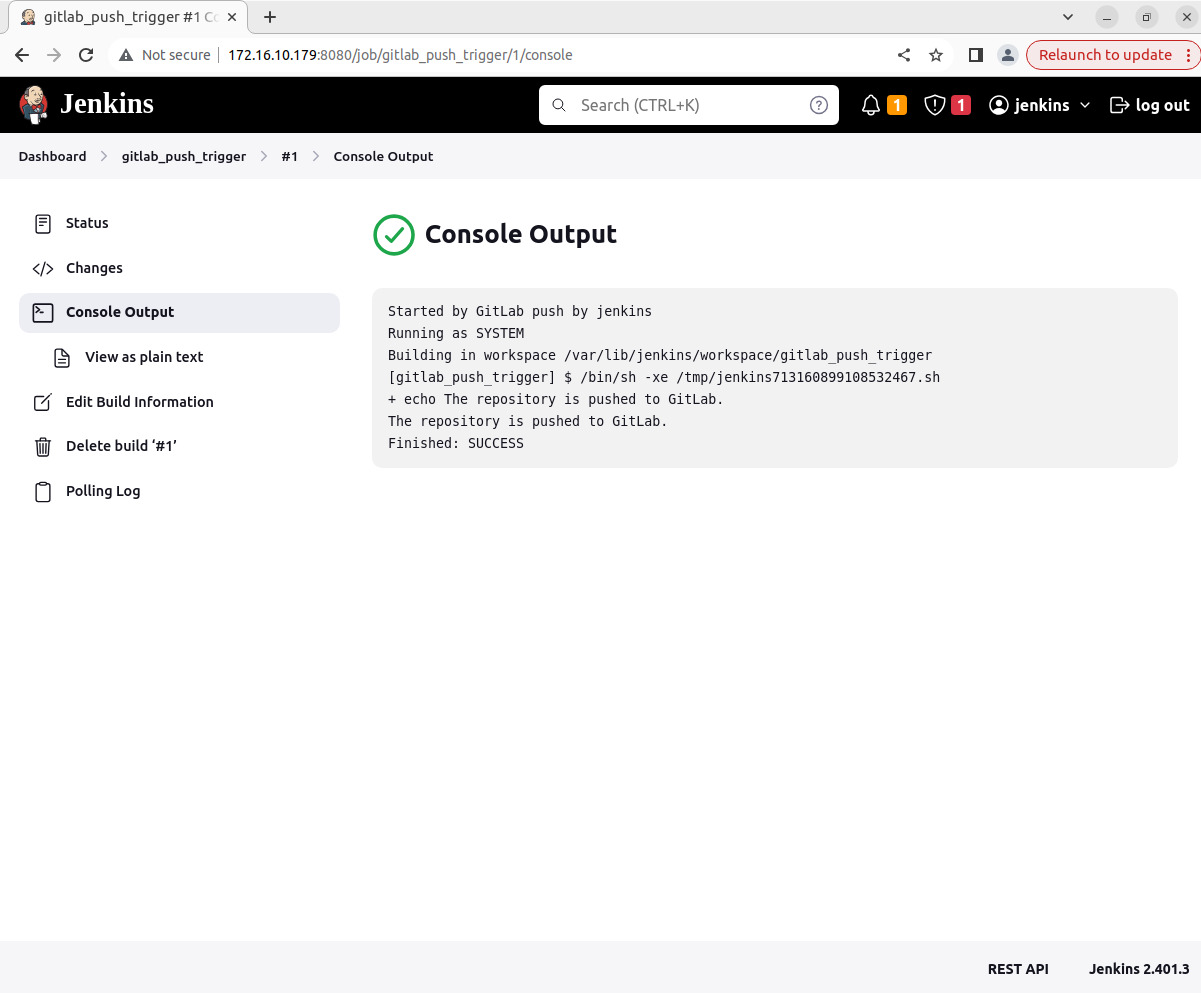 gitlab_push_trigger #1 Co
Not secure 172.16.10.179:8080/job/gitlab_push_trigger/1/console Relaunch to update
Jenkins Search (CTRL+K) ? 1 1 jenkins log out
Dashboard gitlab_push_trigger #1 Console Output
Status
Changes
Console Output
View as plain text
Edit Build Information
Delete build ‘#1’
Polling Log
Console Output
Started by GitLab push by jenkins
Running as SYSTEM
Building in workspace /var/lib/jenkins/workspace/gitlab_push_trigger
[gitlab_push_trigger] $ /bin/sh -xe /tmp/jenkins713160899108532467.sh
+ echo The repository is pushed to GitLab.
The repository is pushed to GitLab.
Finished: SUCCESS
REST API Jenkins 2.401.3